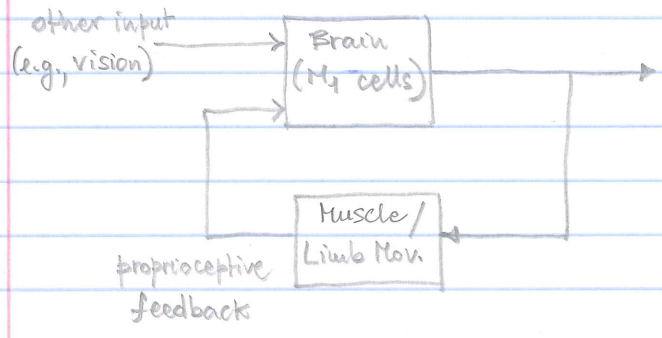 other input
(e.g., vision)
Brain
(M1 cells)
Muscle/
Limb Mov.
proprioceptive
feedback